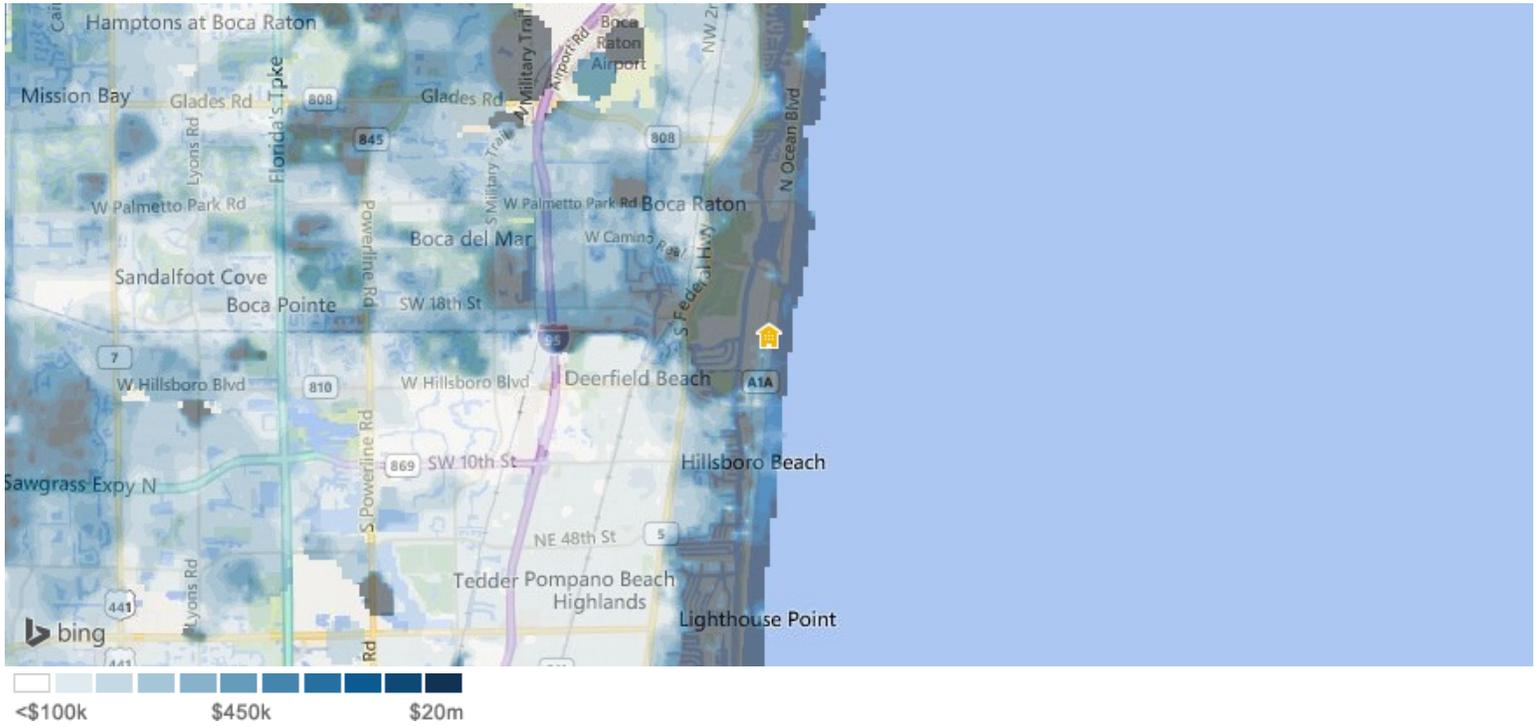 Hamptons at Boca Raton
N Military Trail
Airport Rd
Boca
Raton
Airport
Florida's Tpke
Mission Bay
Glades Rd
808
Glades Rd
845
808
N Ocean Blvd
Lyons Rd
S Military Trail
W Palmetto Park Rd
W Palmetto Park Rd
Boca Raton
Powerline Rd
Boca del Mar
W Camino Real
S Federal Hwy
Sandalfoot Cove
Boca Pointe
SW 18th St
95
7
W Hillsboro Blvd
810
W Hillsboro Blvd
Deerfield Beach
A1A
S Powerline Rd
869
SW 10th St
Hillsboro Beach
Sawgrass Expy N
5
NE 48th St
Lyons Rd
Tedder
Pompano Beach
Highlands
441
bing
Lighthouse Point
Rd
441
<$100k
$450k
$20m